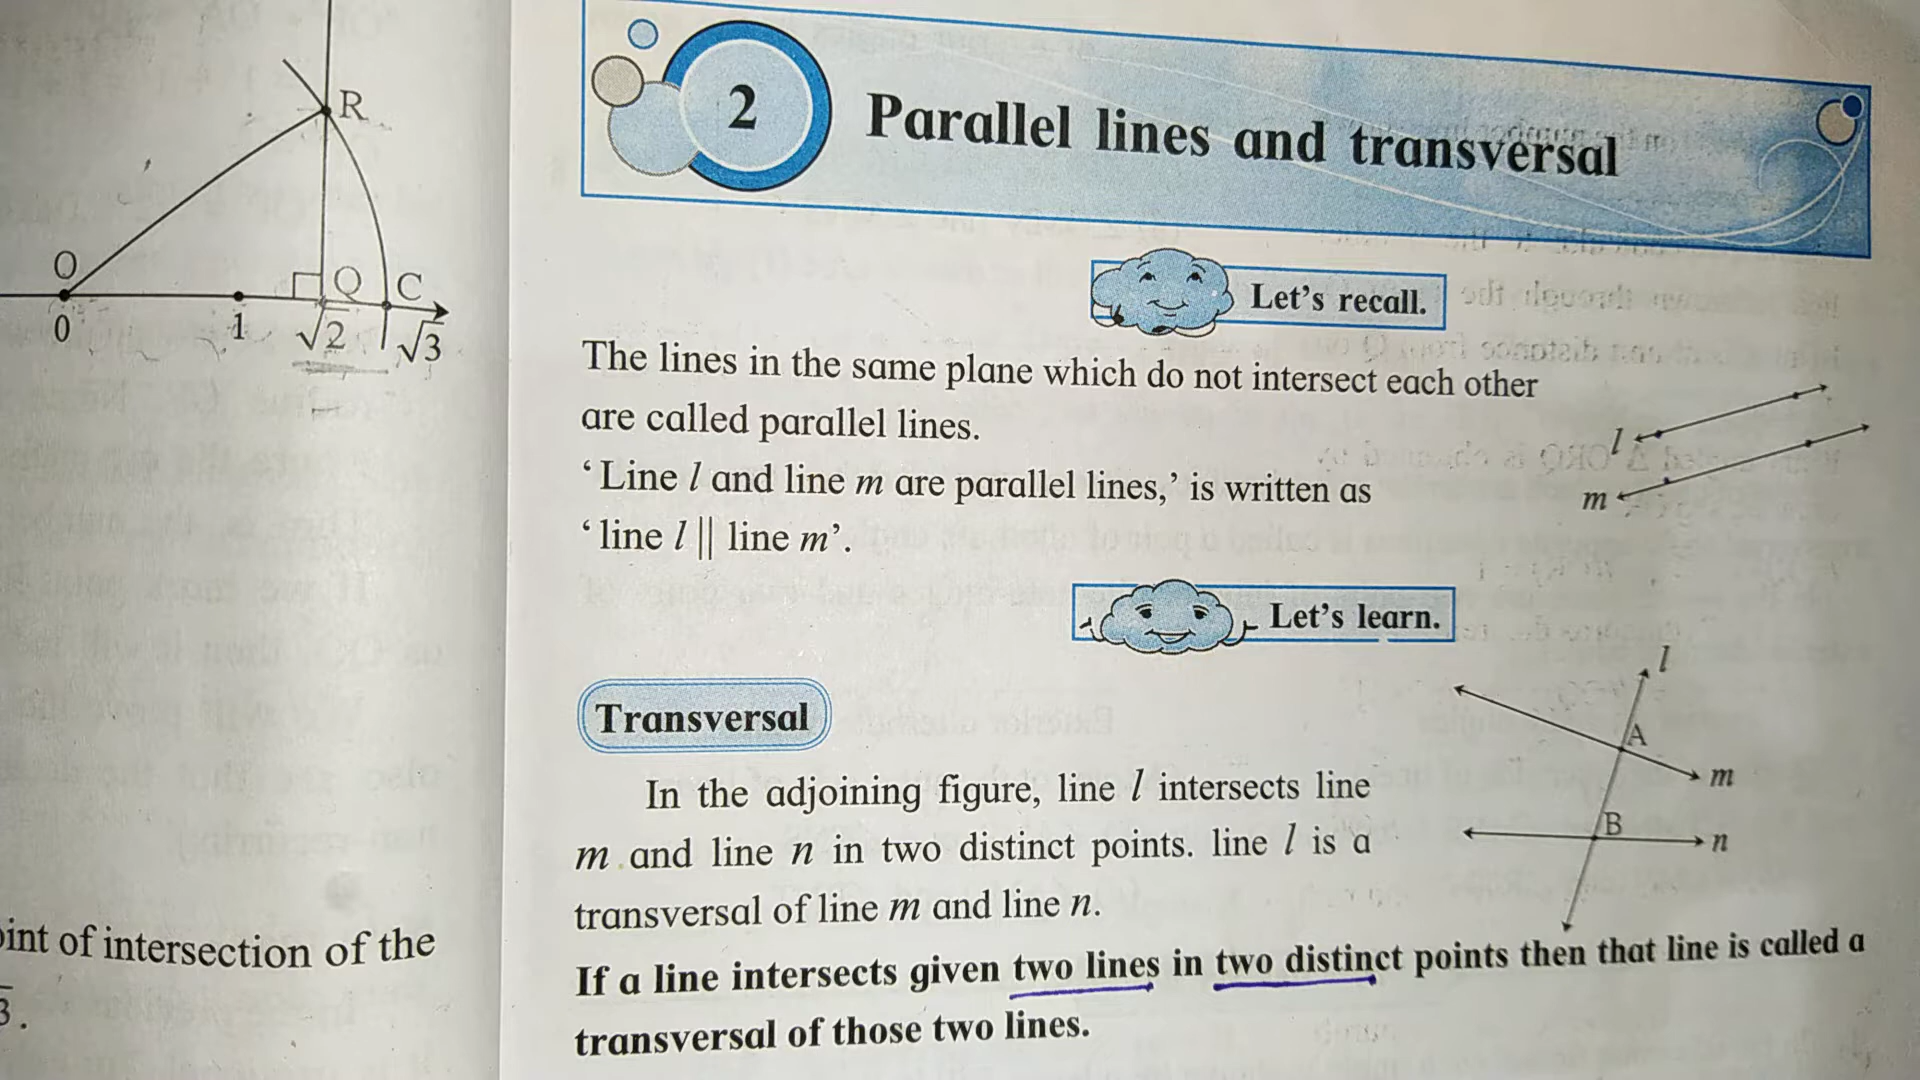 R
O
Q
C
0
1
√2
√3
int of intersection of the
3.
2
Parallel lines and transversal
Let's recall.
The lines in the same plane which do not intersect each other
are called parallel lines.
‘Line l and line m are parallel lines,’ is written as
‘line l || line m’.
l
m
Let's learn.
Transversal
In the adjoining figure, line l intersects line
m and line n in two distinct points. line l is a
transversal of line m and line n.
l
A
m
B
n
If a line intersects given two lines in two distinct points then that line is called a
transversal of those two lines.